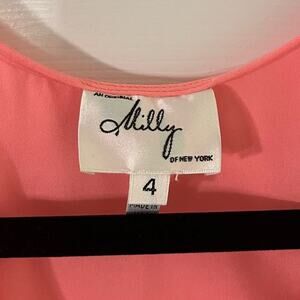 AN ORIGINAL
Milly
OF NEW YORK
4
MADE IN